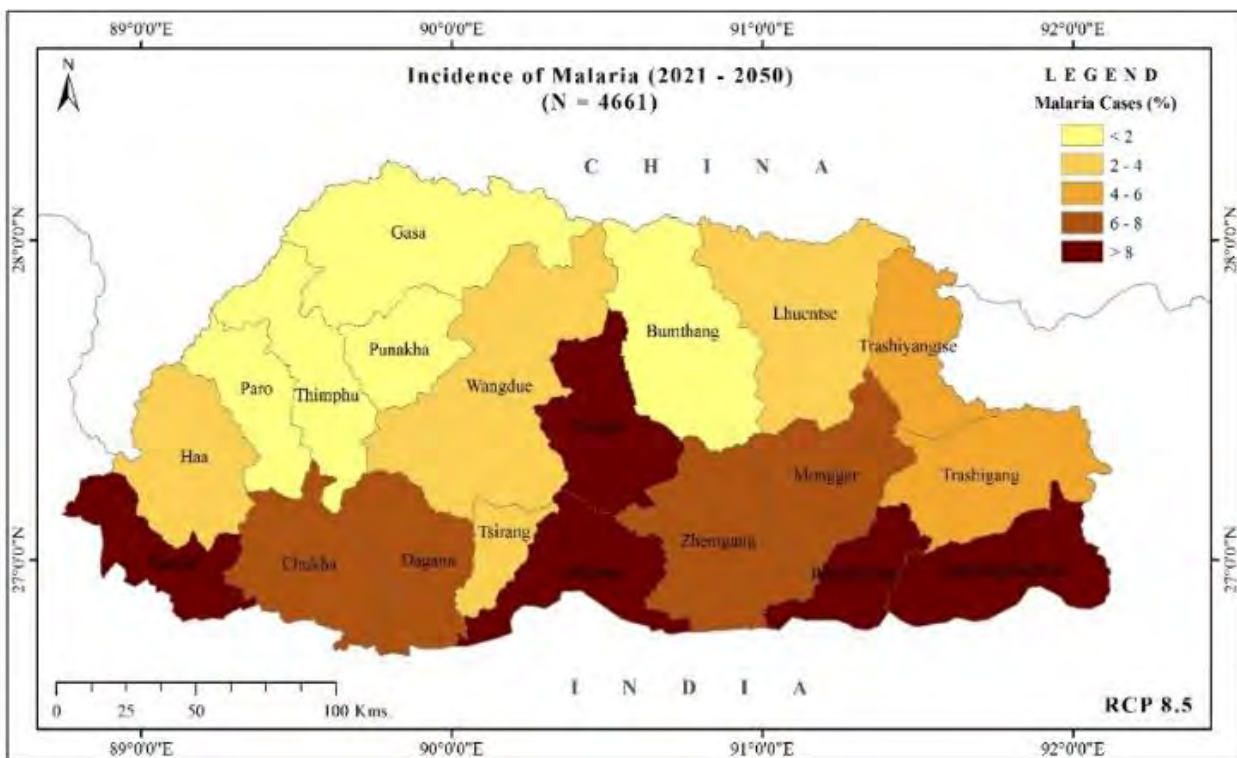 89°0'0"E 90°0'0"E 91°0'0"E 92°0'0"E
N
Incidence of Malaria (2021 - 2050)
(N = 4661)
LEGEND
Malaria Cases (%)
< 2
2 - 4
4 - 6
6 - 8
> 8
CHINA
28°0'0"N 28°0'0"N
Gasa
Lhuentse
Bumthang
Punakha
Trashiyangtse
Paro
Thimphu
Wangdue
Haa
Monggar
Trashigang
Tsirang
Zhemgang
Chukha
Dagana
27°0'0"N 27°0'0"N
INDIA
0 25 50 100 Kms
RCP 8.5
89°0'0"E 90°0'0"E 91°0'0"E 92°0'0"E